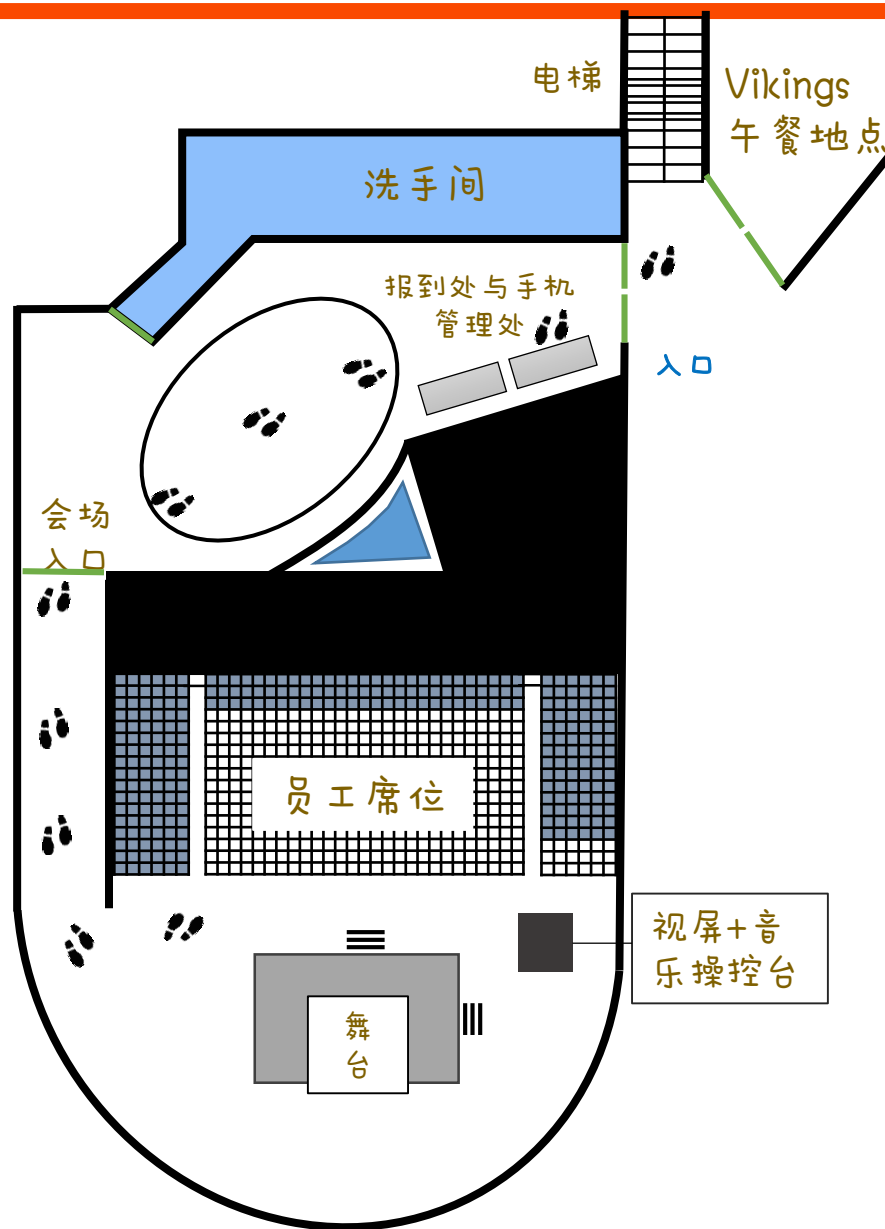 电梯
Vikings
午餐地点
洗手间
报到处与手机
管理处
入口
会场
入口
员工席位
视屏+音
乐操控台
舞
台